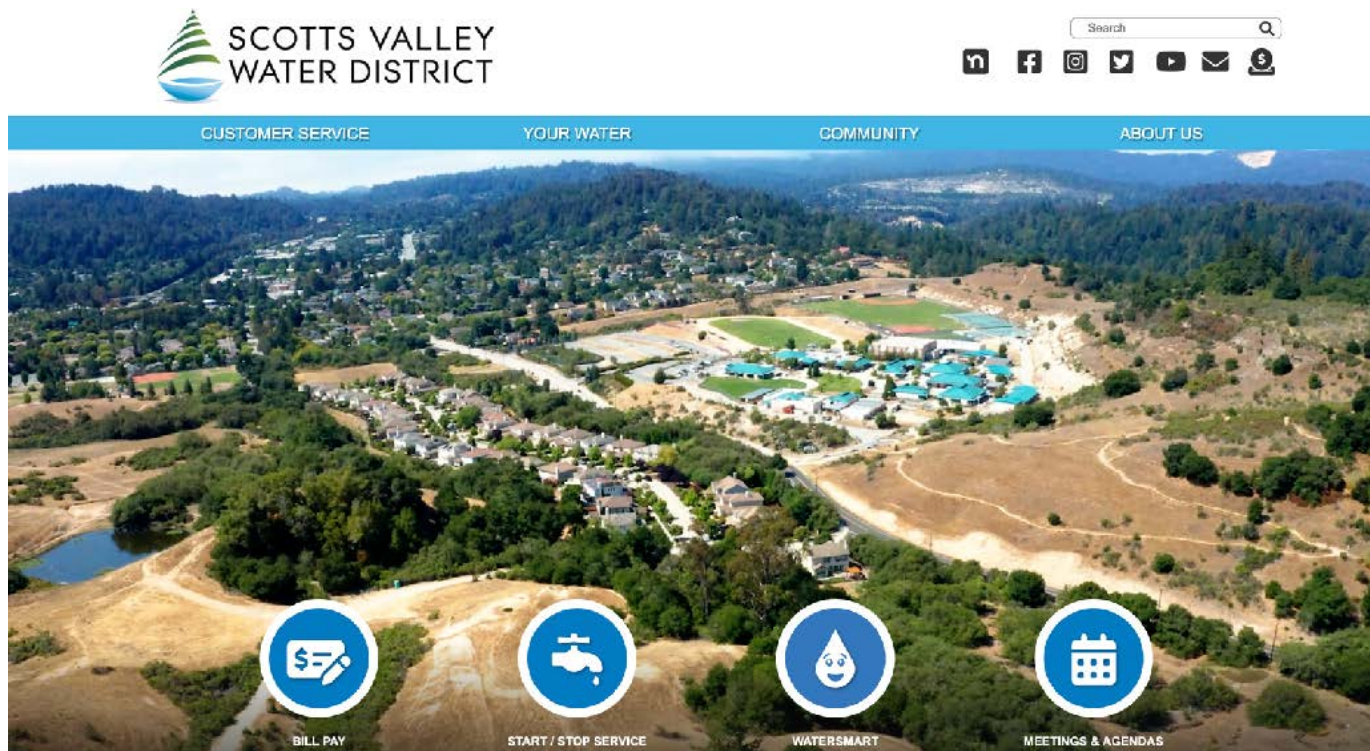 SCOTTS VALLEY
WATER DISTRICT
Search
CUSTOMER SERVICE
YOUR WATER
COMMUNITY
ABOUT US
BILL PAY
START / STOP SERVICE
WATERSMART
MEETINGS & AGENDAS